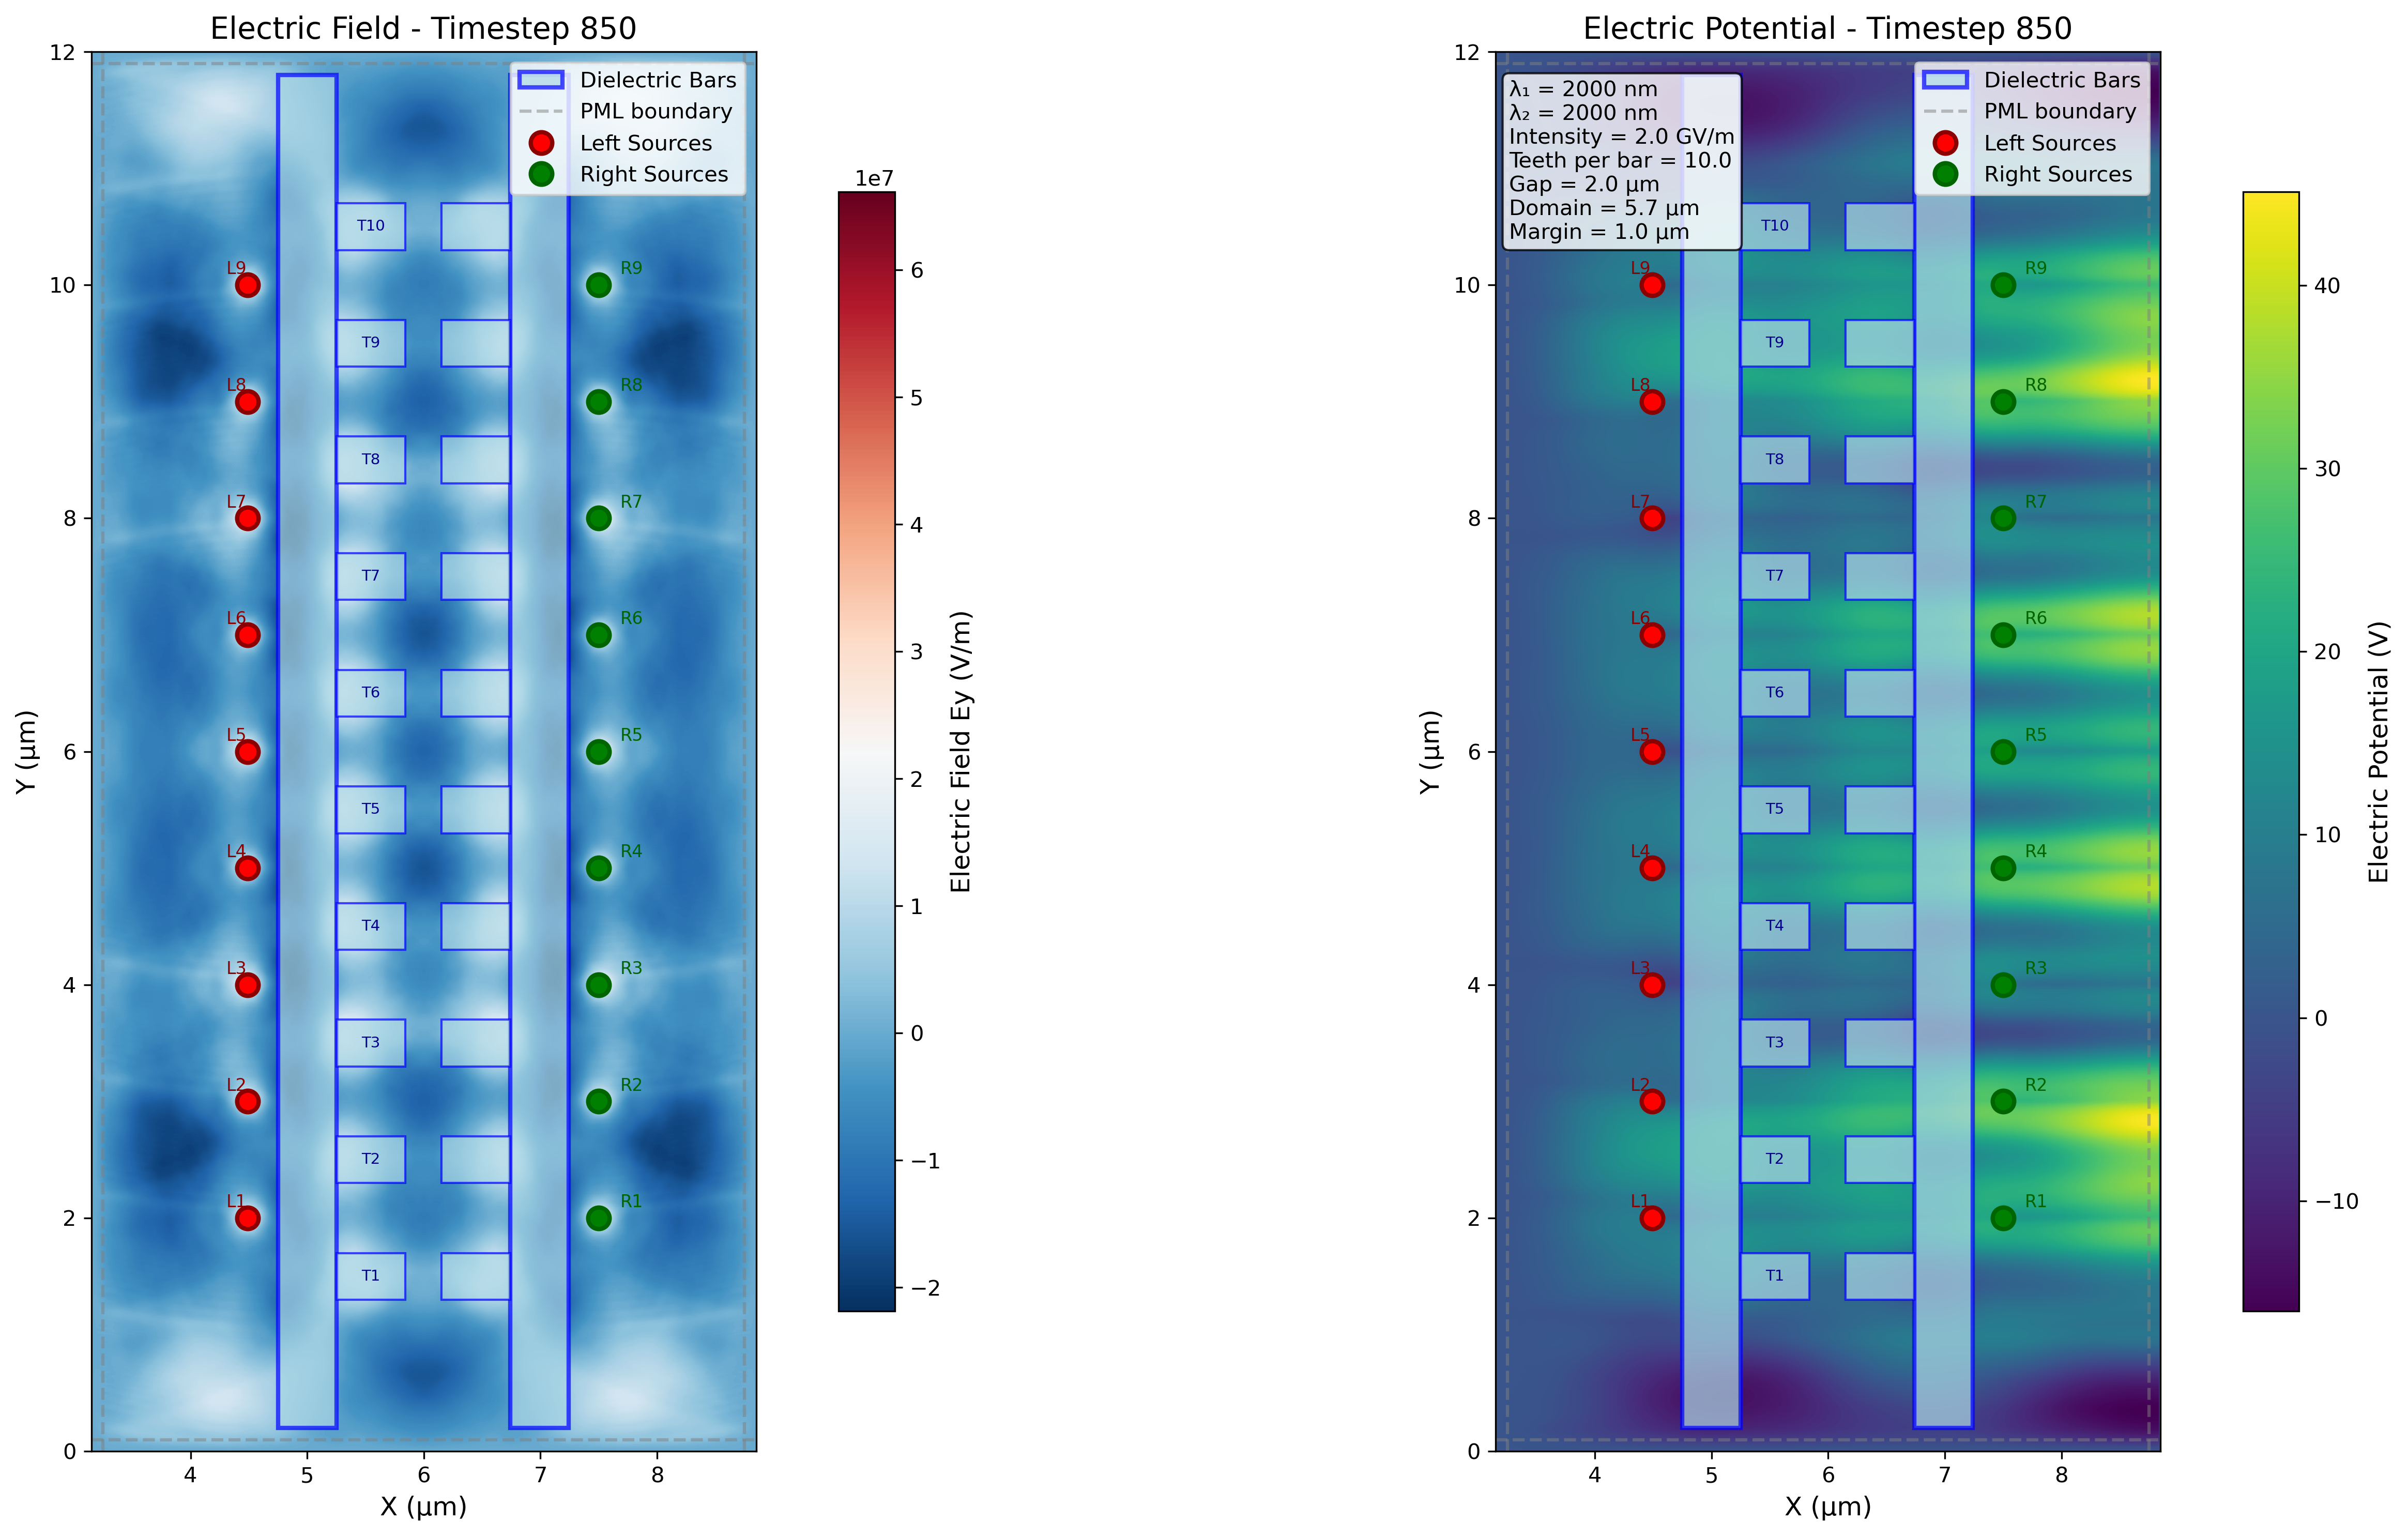 Electric Field - Timestep 850
Dielectric Bars
PML boundary
Left Sources
Right Sources
12
10
8
6
4
2
0
Y (μm)
4
5
6
7
8
X (μm)
T10
T9
T8
T7
T6
T5
T4
T3
T2
T1
L9
L8
L7
L6
L5
L4
L3
L2
L1
R9
R8
R7
R6
R5
R4
R3
R2
R1
1e7
6
5
4
3
2
1
0
−1
−2
Electric Field Ey (V/m)
Electric Potential - Timestep 850
λ₁ = 2000 nm
λ₂ = 2000 nm
Intensity = 2.0 GV/m
Teeth per bar = 10.0
Gap = 2.0 μm
Domain = 5.7 μm
Margin = 1.0 μm
Dielectric Bars
PML boundary
Left Sources
Right Sources
12
10
8
6
4
2
0
Y (μm)
4
5
6
7
8
X (μm)
T10
T9
T8
T7
T6
T5
T4
T3
T2
T1
L9
L8
L7
L6
L5
L4
L3
L2
L1
R9
R8
R7
R6
R5
R4
R3
R2
R1
40
30
20
10
0
−10
Electric Potential (V)